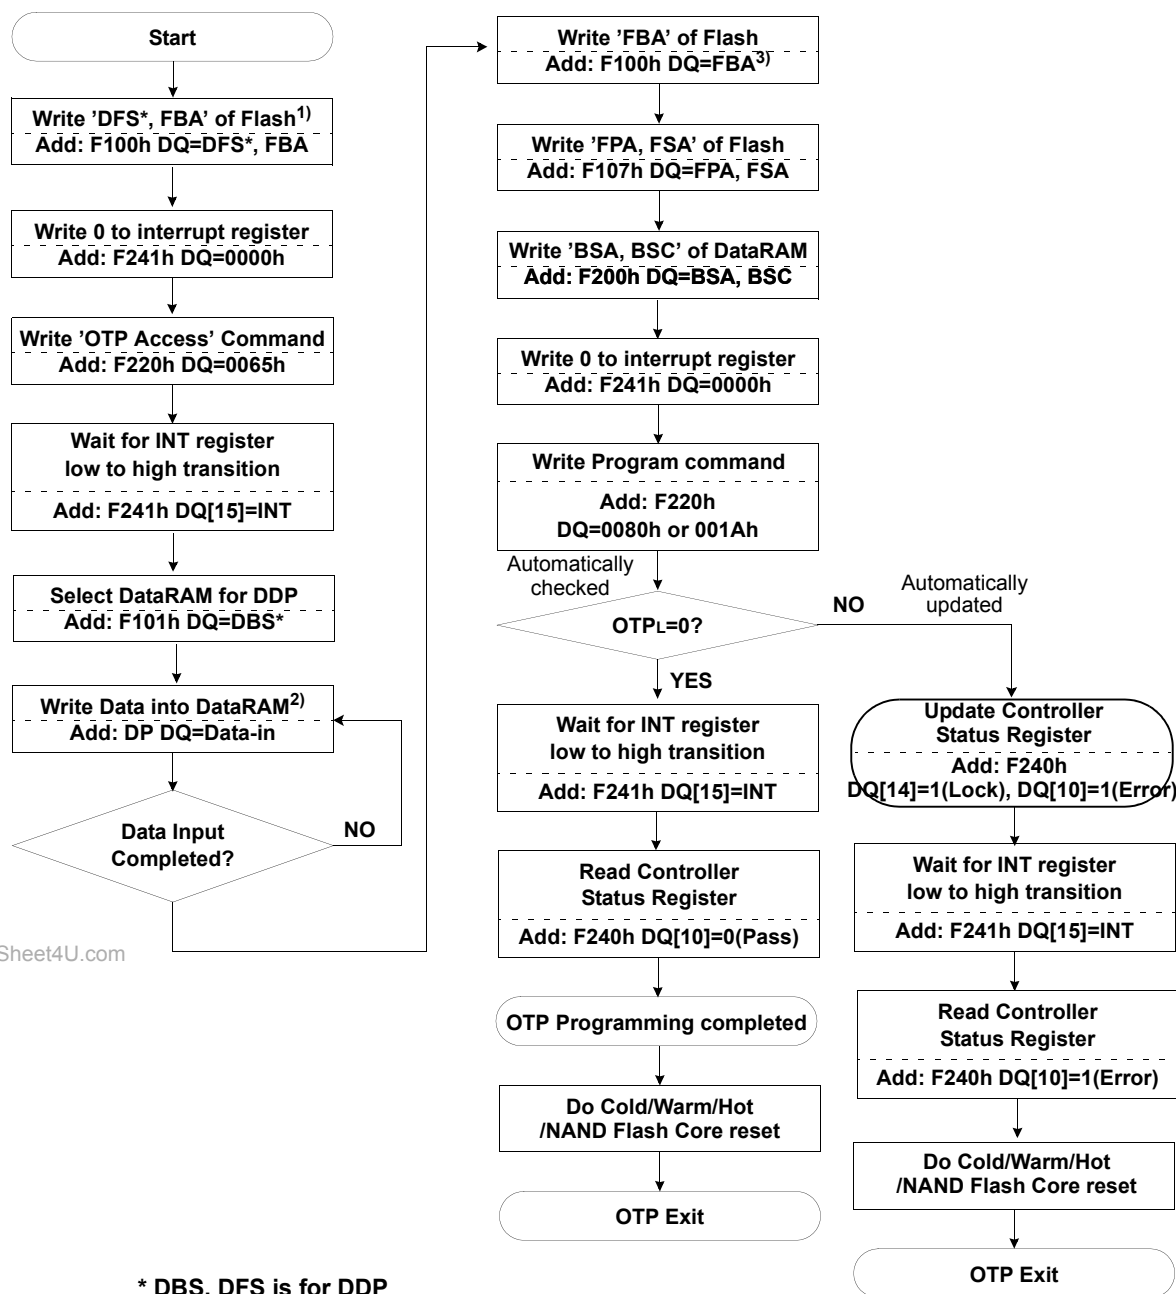 Start
Write 'DFS*, FBA' of Flash1)
Add: F100h DQ=DFS*, FBA
Write 0 to interrupt register
Add: F241h DQ=0000h
Write 'OTP Access' Command
Add: F220h DQ=0065h
Wait for INT register
low to high transition
Add: F241h DQ[15]=INT
Select DataRAM for DDP
Add: F101h DQ=DBS*
Write Data into DataRAM2)
Add: DP DQ=Data-in
Data Input
Completed?
NO
Sheet4U.com
Write 'FBA' of Flash
Add: F100h DQ=FBA3)
Write 'FPA, FSA' of Flash
Add: F107h DQ=FPA, FSA
Write 'BSA, BSC' of DataRAM
Add: F200h DQ=BSA, BSC
Write 0 to interrupt register
Add: F241h DQ=0000h
Write Program command
Add: F220h
DQ=0080h or 001Ah
Automatically
checked
OTPL=0?
NO
Automatically
updated
YES
Wait for INT register
low to high transition
Add: F241h DQ[15]=INT
Read Controller
Status Register
Add: F240h DQ[10]=0(Pass)
OTP Programming completed
Do Cold/Warm/Hot
/NAND Flash Core reset
OTP Exit
Update Controller
Status Register
Add: F240h
DQ[14]=1(Lock), DQ[10]=1(Error)
Wait for INT register
low to high transition
Add: F241h DQ[15]=INT
Read Controller
Status Register
Add: F240h DQ[10]=1(Error)
Do Cold/Warm/Hot
/NAND Flash Core reset
OTP Exit
* DBS, DFS is for DDP